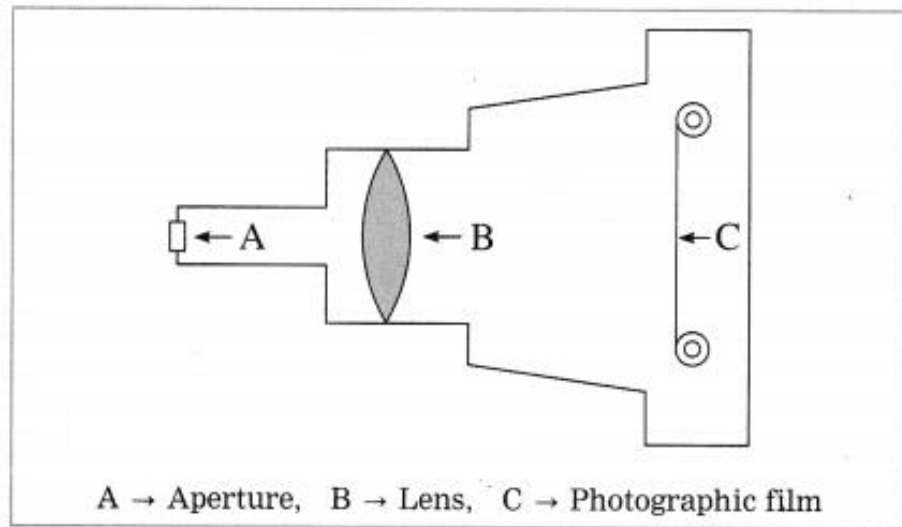 ← A
← B
← C
A → Aperture, B → Lens, C → Photographic film